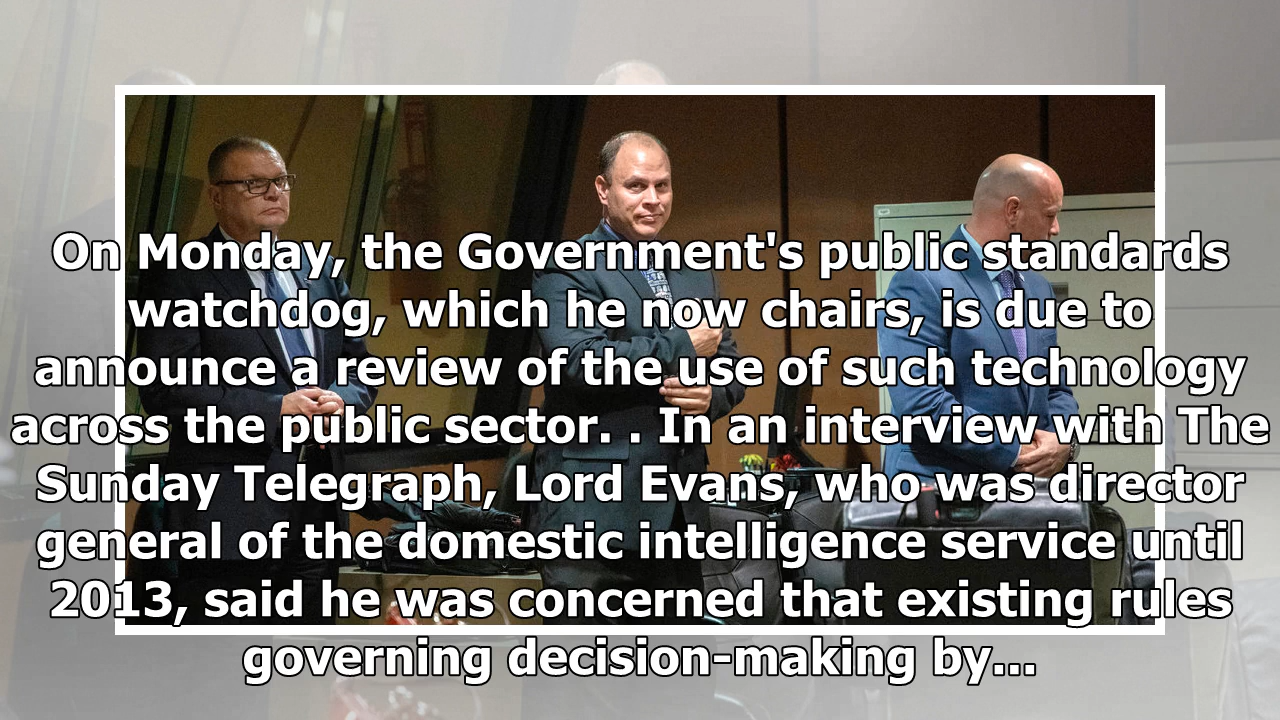 On Monday, the Government's public standards
watchdog, which he now chairs, is due to
announce a review of the use of such technology
across the public sector. . In an interview with The
Sunday Telegraph, Lord Evans, who was director
general of the domestic intelligence service until
2013, said he was concerned that existing rules
governing decision-making by...